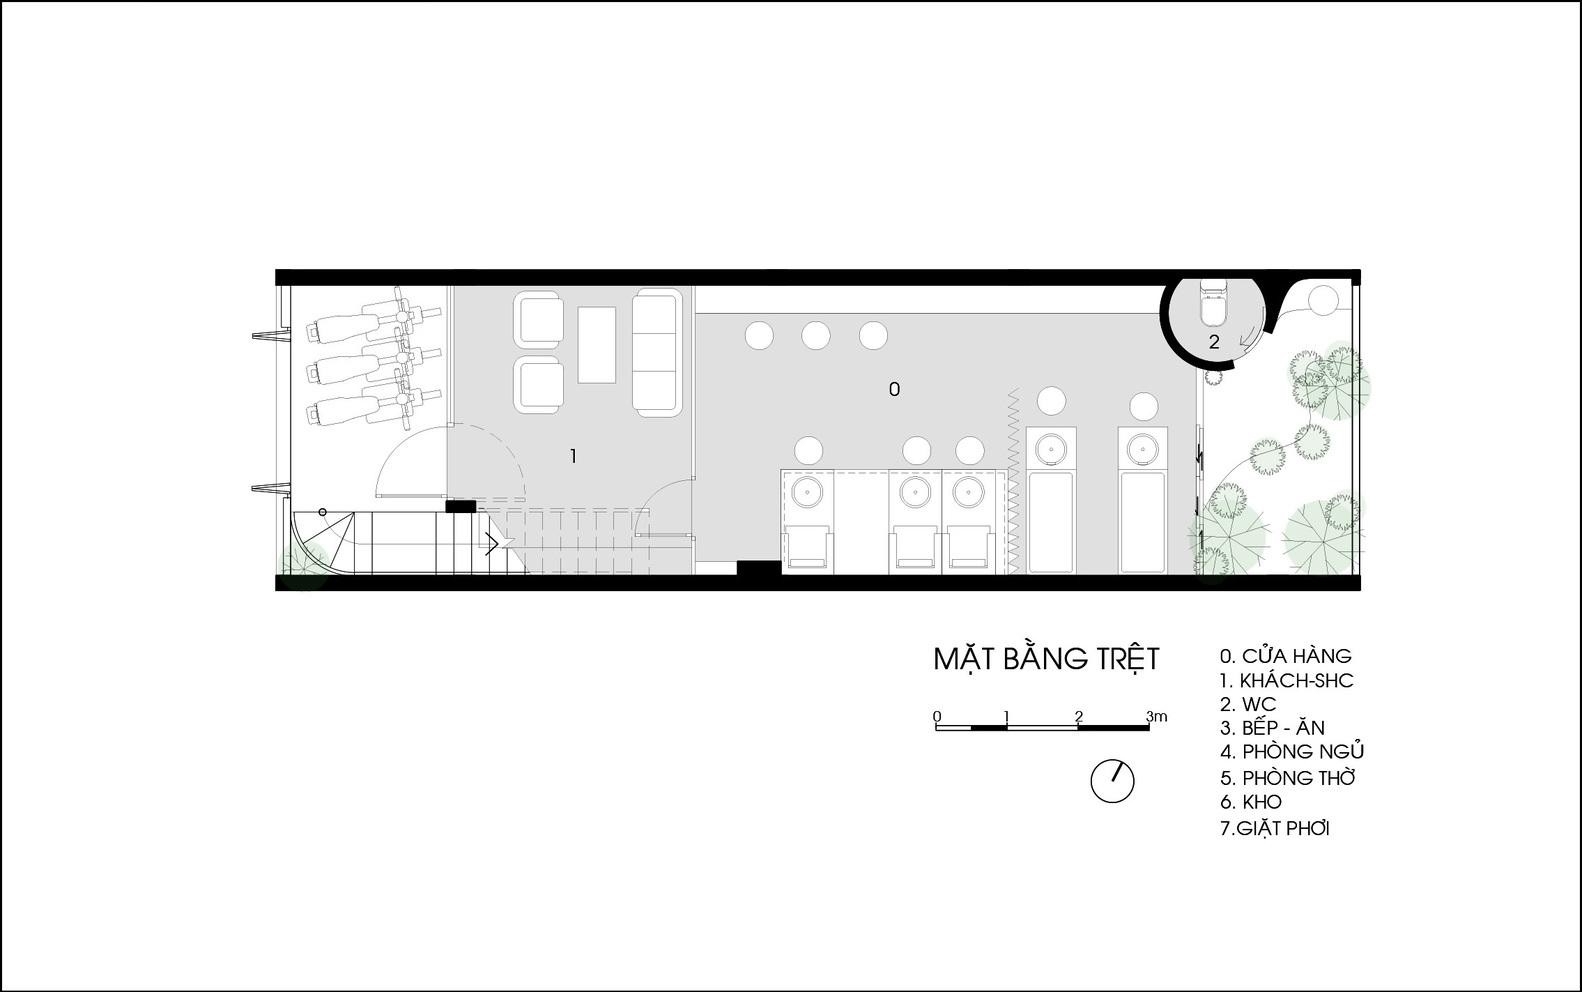 2
0
1
MẶT BẰNG TRỆT
0 1 2 3m
0. CỬA HÀNG
1. KHÁCH-SHC
2. WC
3. BẾP - ĂN
4. PHÒNG NGỦ
5. PHÒNG THỜ
6. KHO
7.GIẶT PHƠI